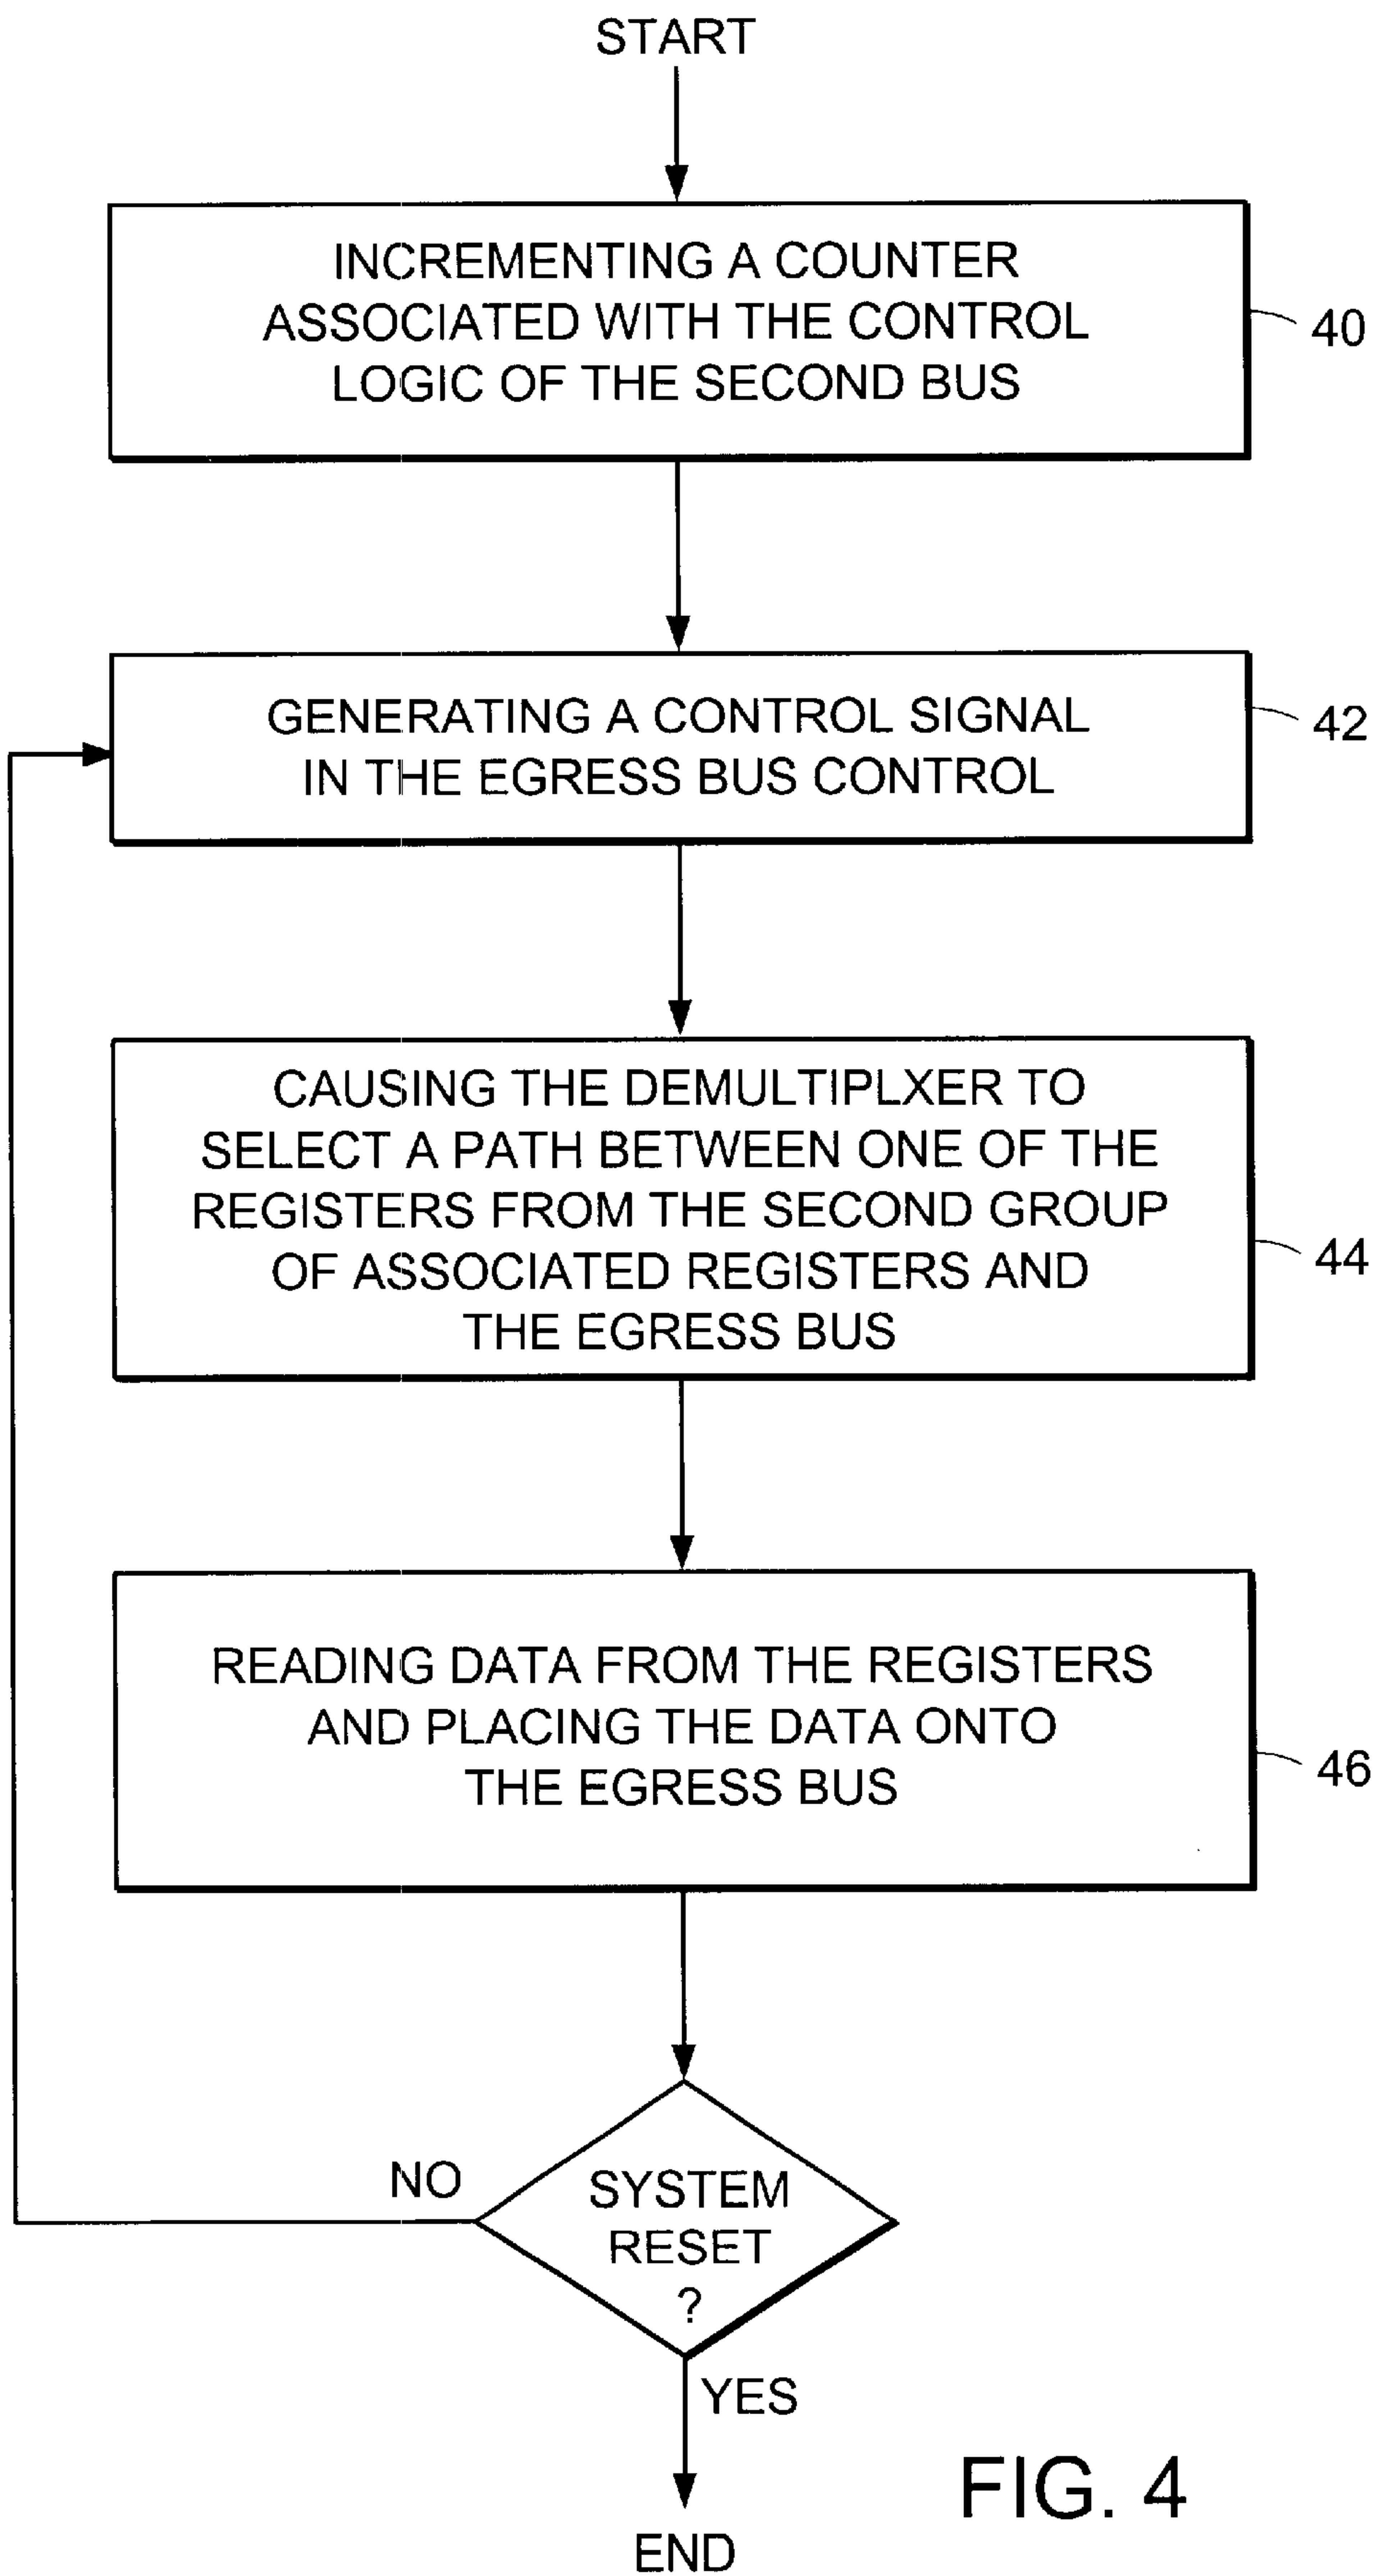 START
INCREMENTING A COUNTER
ASSOCIATED WITH THE CONTROL
LOGIC OF THE SECOND BUS
40
GENERATING A CONTROL SIGNAL
IN THE EGRESS BUS CONTROL
42
CAUSING THE DEMULTIPLXER TO
SELECT A PATH BETWEEN ONE OF THE
REGISTERS FROM THE SECOND GROUP
OF ASSOCIATED REGISTERS AND
THE EGRESS BUS
44
READING DATA FROM THE REGISTERS
AND PLACING THE DATA ONTO
THE EGRESS BUS
46
NO
SYSTEM
RESET
?
YES
END
FIG. 4